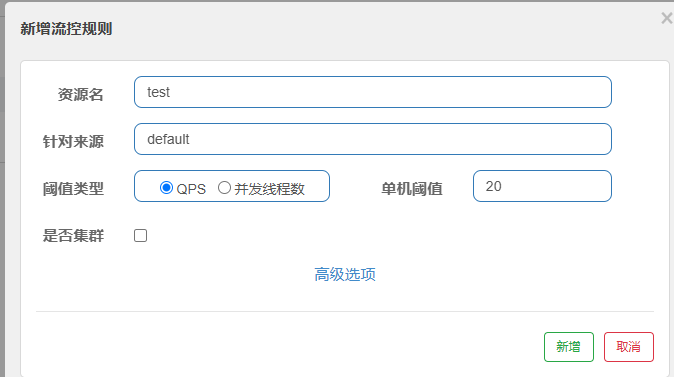 新增流控规则
×
资源名 test
针对来源 default
阈值类型 QPS 并发线程数 单机阈值 20
是否集群
高级选项
新增 取消